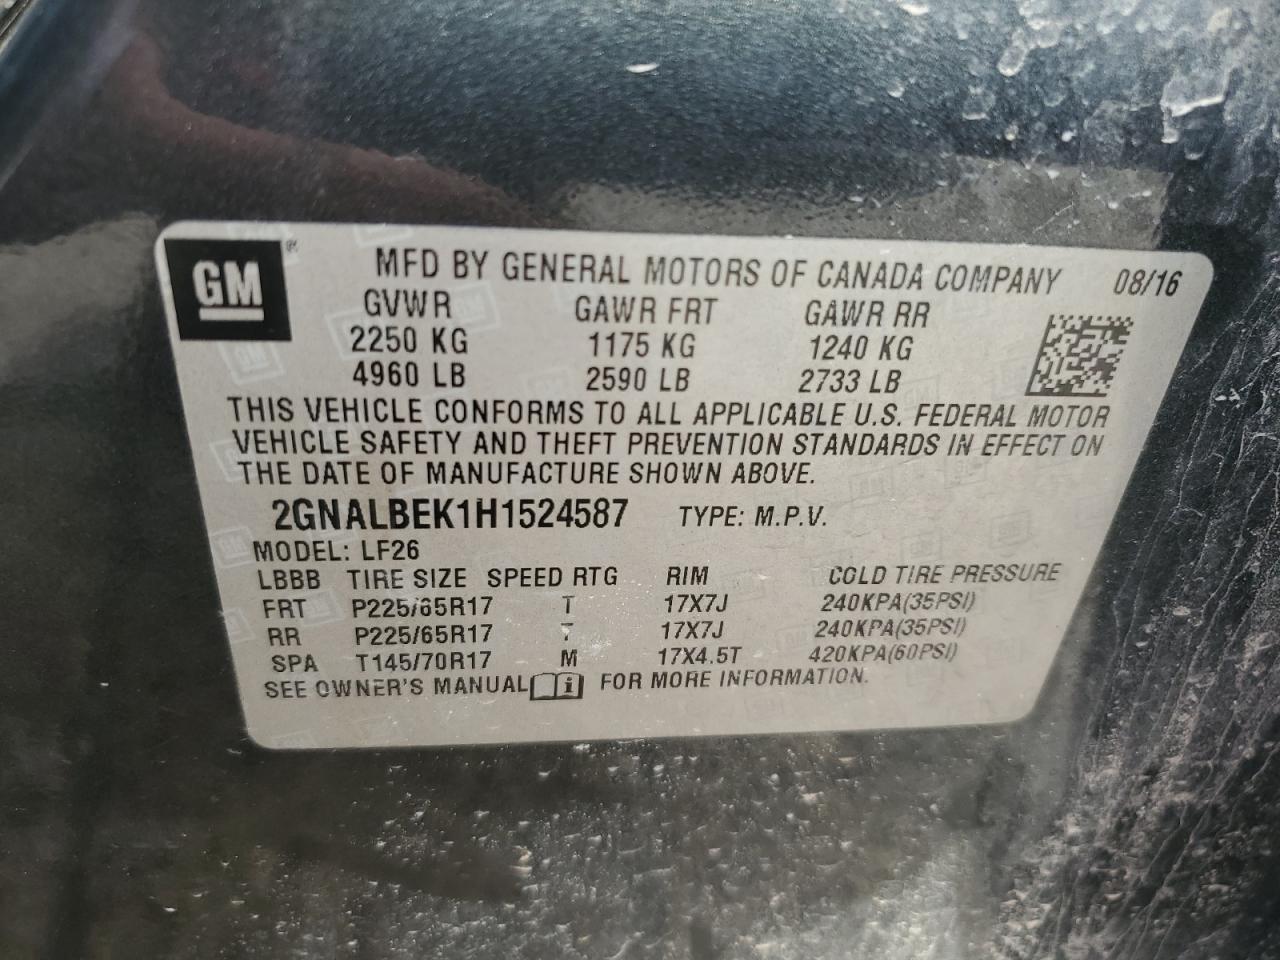 GM ®
MFD BY GENERAL MOTORS OF CANADA COMPANY 08/16
GVWR GAWR FRT GAWR RR
2250 KG 1175 KG 1240 KG
4960 LB 2590 LB 2733 LB
THIS VEHICLE CONFORMS TO ALL APPLICABLE U.S. FEDERAL MOTOR
VEHICLE SAFETY AND THEFT PREVENTION STANDARDS IN EFFECT ON
THE DATE OF MANUFACTURE SHOWN ABOVE.
2GNALBEK1H1524587 TYPE: M.P.V.
MODEL: LF26
LBBB TIRE SIZE SPEED RTG RIM COLD TIRE PRESSURE
FRT P225/65R17 T 17X7J 240KPA(35PSI)
RR P225/65R17 T 17X7J 240KPA(35PSI)
SPA T145/70R17 M 17X4.5T 420KPA(60PSI)
SEE OWNER'S MANUAL i FOR MORE INFORMATION.